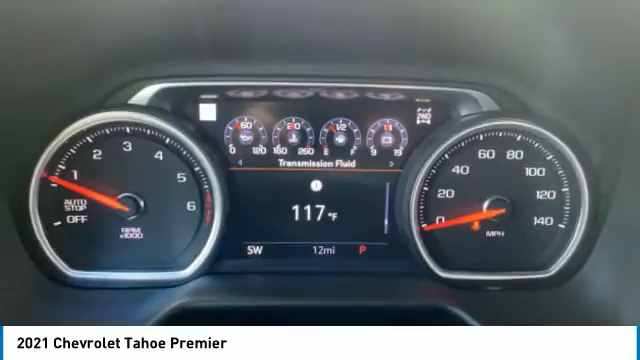 2WD
60 210 1/2 11
0 120 160 260 E F 9 19
Transmission Fluid
117 °F
SW 12mi P
1 2 3 4 5 6
AUTO STOP
OFF
RPM
x1000
0 20 40 60 80 100 120 140
MPH
2021 Chevrolet Tahoe Premier